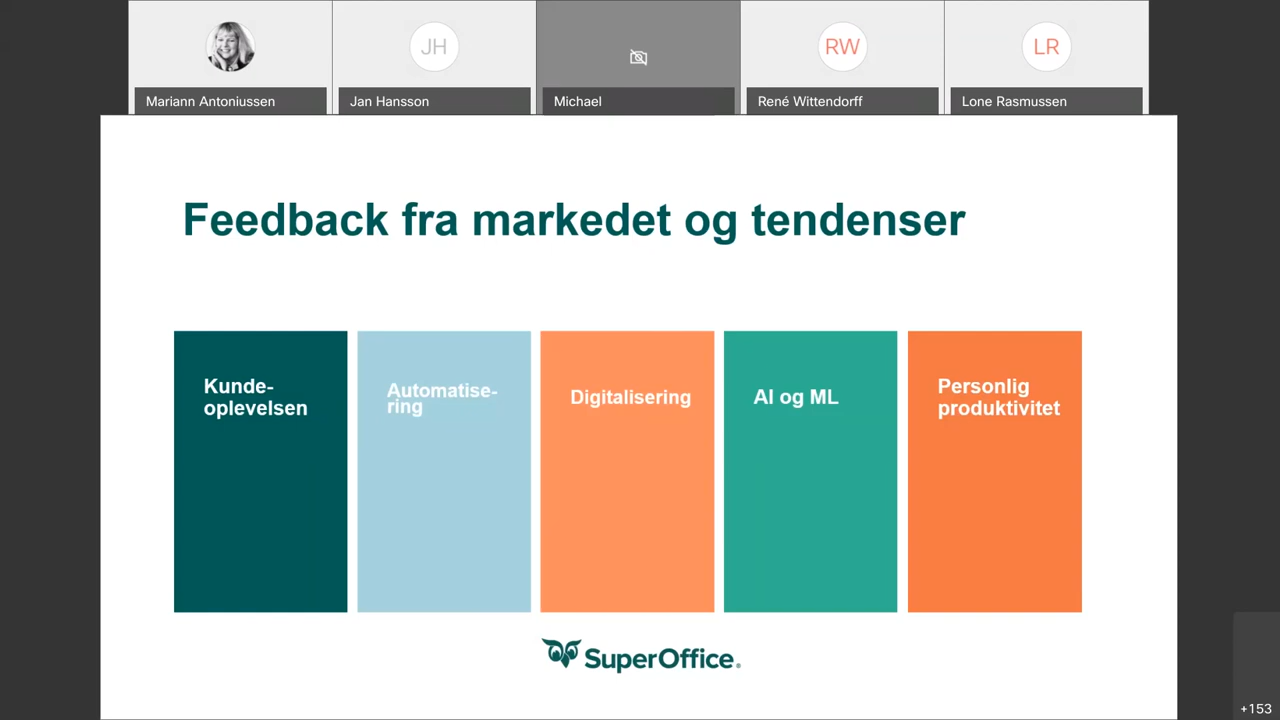 JH
RW
LR
Mariann Antoniussen
Jan Hansson
Michael
René Wittendorff
Lone Rasmussen
Feedback fra markedet og tendenser
Kunde-
oplevelsen
Automatise-
ring
Digitalisering
AI og ML
Personlig
produktivitet
SuperOffice.
+153